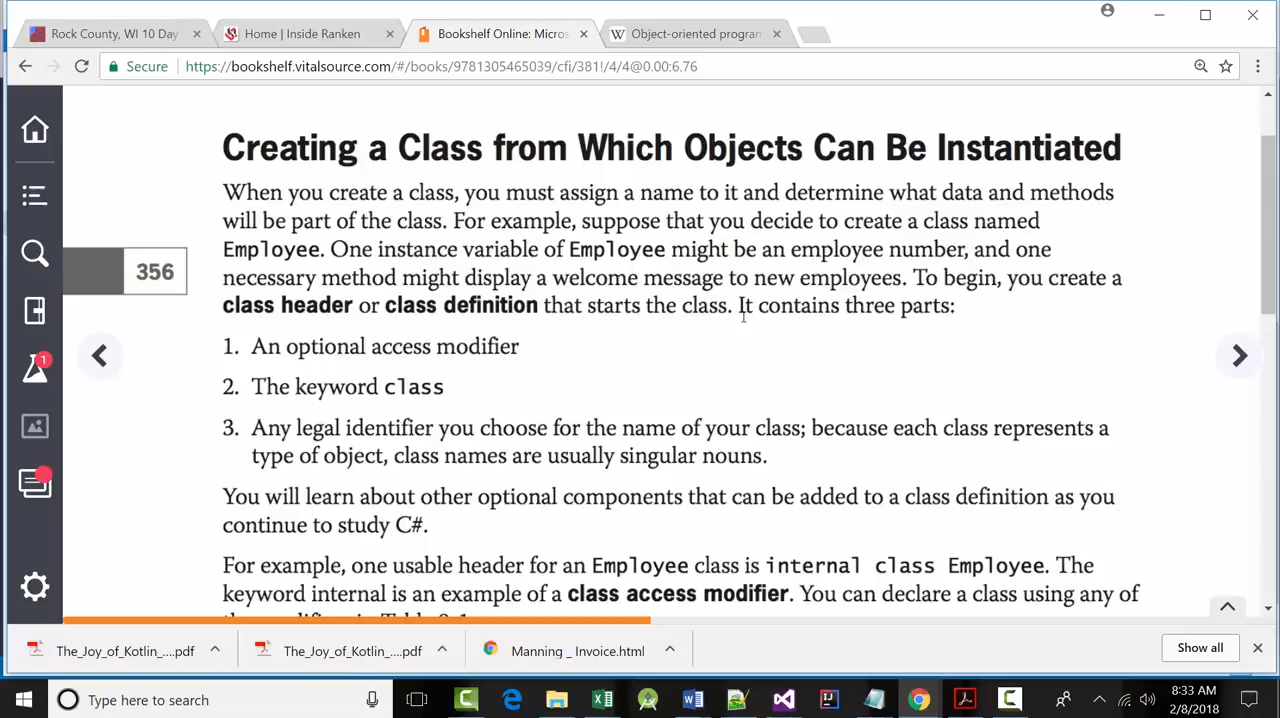 Rock County, WI 10 Day
Home | Inside Ranken
Bookshelf Online: Micros
Object-oriented program
Secure
https://bookshelf.vitalsource.com/#/books/9781305465039/cfi/381!/4/4@0.00:6.76
Creating a Class from Which Objects Can Be Instantiated
When you create a class, you must assign a name to it and determine what data and methods
will be part of the class. For example, suppose that you decide to create a class named
Employee. One instance variable of Employee might be an employee number, and one
356
necessary method might display a welcome message to new employees. To begin, you create a
class header or class definition that starts the class. It contains three parts:
1. An optional access modifier
1
2. The keyword class
3. Any legal identifier you choose for the name of your class; because each class represents a
type of object, class names are usually singular nouns.
You will learn about other optional components that can be added to a class definition as you
continue to study C#.
For example, one usable header for an Employee class is internal class Employee. The
keyword internal is an example of a class access modifier. You can declare a class using any of
The_Joy_of_Kotlin_....pdf
The_Joy_of_Kotlin_....pdf
Manning _ Invoice.html
Show all
Type here to search
8:33 AM
2/8/2018